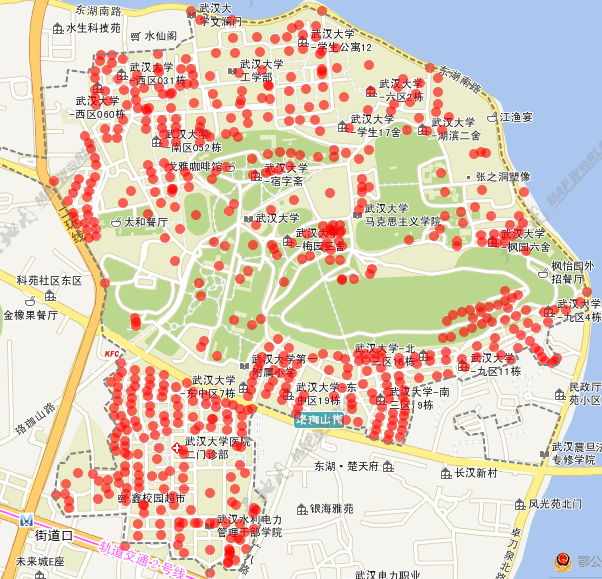 东湖南路
水生科技苑
水仙阁
武汉大
学文澜门
武汉大学
-学生公寓12
武汉大学
-西区031栋
武汉大学
工学部
东湖南路
武汉大学
-西区060栋
武汉大学
-六区2栋
江渔宴
武汉大学
-南区052栋
武汉大学
-学生17舍
武汉大学
-湖滨二舍
戈雅咖啡馆
武汉大学
-宿字斋
张之洞塑像
二环线
太和餐厅
武汉大学
武汉大学
马克思主义学院
武汉大学
-梅园三舍
武汉大学
-枫园六舍
科苑社区东区
枫怡园外
招餐厅
金橡果餐厅
武汉大学
-九区4栋
KFC
武汉大学第一
附属小学
武汉大学-北
三区16栋
武汉大学
-九区11栋
武汉大学
-东中区7栋
武汉大学-东
中区19栋
武汉大学-南
三区19栋
民政厅
苑小区
珞珈山路
珞珈山街
武汉大学医院
二门诊部
武汉震旦
专修学院
东湖·楚天府
长江新村
鑫校园超市
银海雅苑
风光苑北门
武汉水利电力
管理干部学院
街道口
轨道交通2号线
广八路
卓刀泉北路
未来城E座
武汉电力职业
鄂公